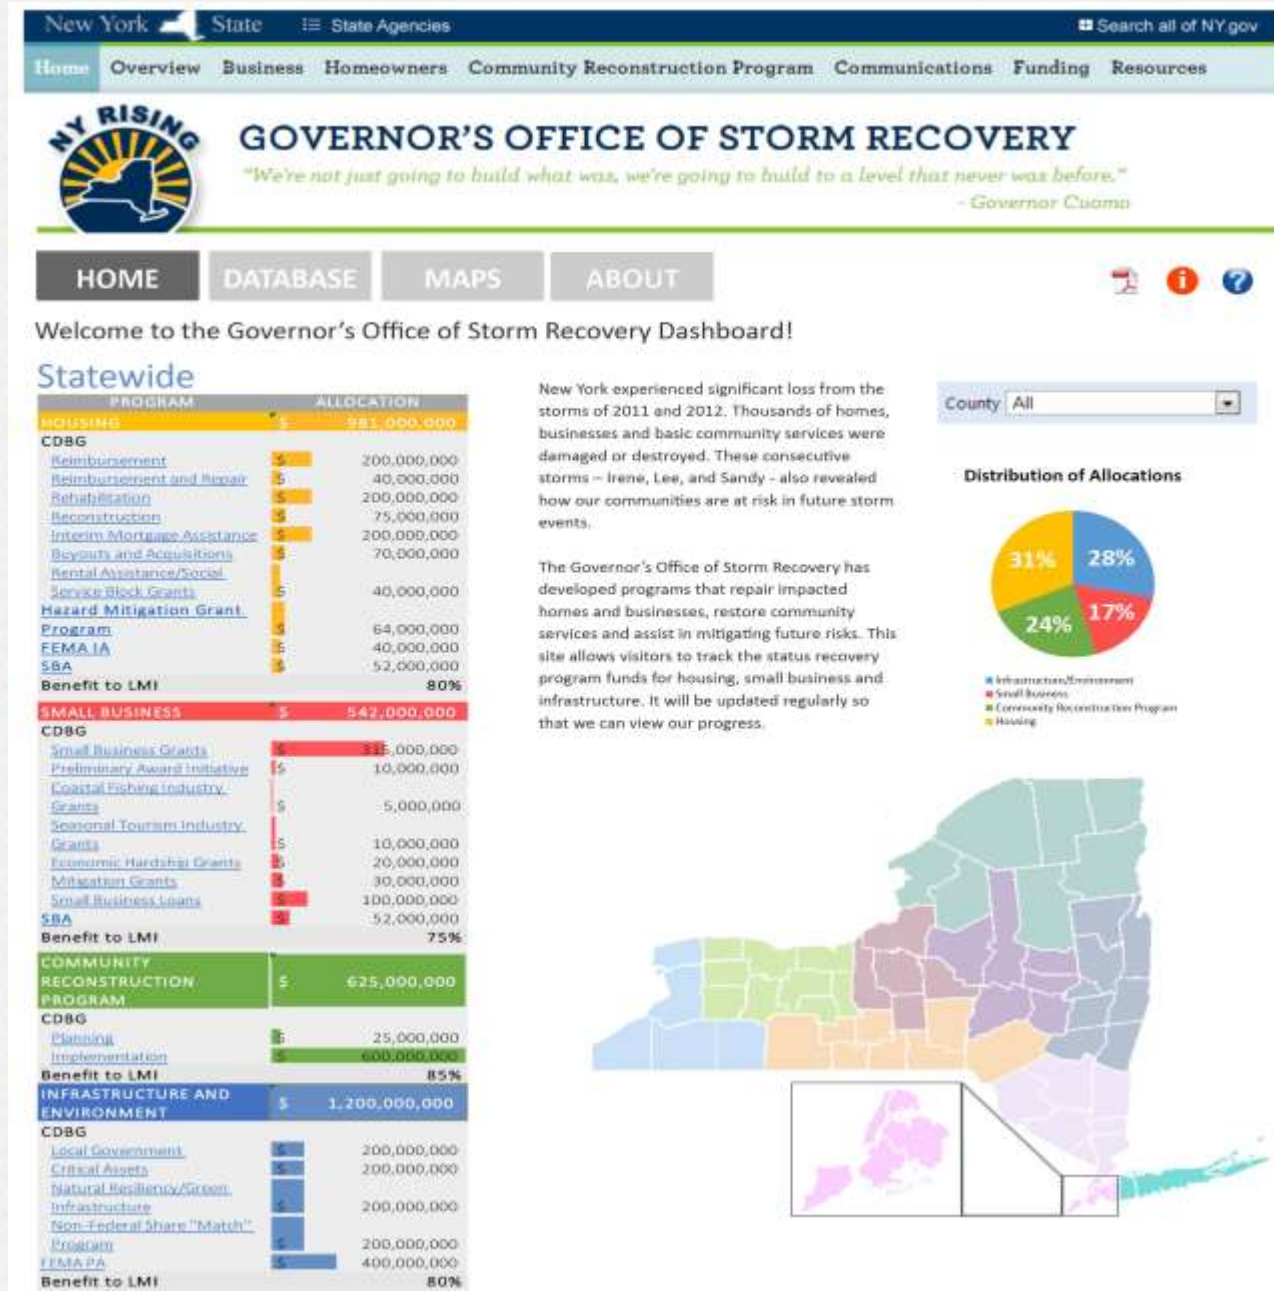 New York State
State Agencies
Search all of NY.gov
Home Overview Business Homeowners Community Reconstruction Program Communications Funding Resources
NY RISING
GOVERNOR'S OFFICE OF STORM RECOVERY
"We're not just going to build what was, we're going to build to a level that never was before."
- Governor Cuomo
HOME DATABASE MAPS ABOUT
Welcome to the Governor's Office of Storm Recovery Dashboard!
Statewide
PROGRAM ALLOCATION
HOUSING $ 981,000,000
CDBG
Reimbursement $ 200,000,000
Reimbursement and Repair $ 40,000,000
Rehabilitation $ 200,000,000
Reconstruction $ 75,000,000
Interim Mortgage Assistance $ 200,000,000
Buyouts and Acquisitions $ 70,000,000
Rental Assistance/Social
Service Block Grants $ 40,000,000
Hazard Mitigation Grant
Program $ 64,000,000
FEMA IA $ 40,000,000
SBA $ 52,000,000
Benefit to LMI 80%
SMALL BUSINESS $ 542,000,000
CDBG
Small Business Grants $ 315,000,000
Preliminary Award Initiative $ 10,000,000
Coastal Fishing Industry
Grants $ 5,000,000
Seasonal Tourism Industry
Grants $ 10,000,000
Economic Hardship Grants $ 20,000,000
Mitigation Grants $ 30,000,000
Small Business Loans $ 100,000,000
SBA $ 52,000,000
Benefit to LMI 75%
COMMUNITY
RECONSTRUCTION $ 625,000,000
PROGRAM
CDBG
Planning $ 25,000,000
Implementation $ 600,000,000
Benefit to LMI 85%
INFRASTRUCTURE AND
ENVIRONMENT $ 1,200,000,000
CDBG
Local Government $ 200,000,000
Critical Assets $ 200,000,000
Natural Resiliency/Green
Infrastructure $ 200,000,000
Non-Federal Share "Match"
Program $ 200,000,000
FEMA PA $ 400,000,000
Benefit to LMI 80%
New York experienced significant loss from the
storms of 2011 and 2012. Thousands of homes,
businesses and basic community services were
damaged or destroyed. These consecutive
storms – Irene, Lee, and Sandy - also revealed
how our communities are at risk in future storm
events.
The Governor's Office of Storm Recovery has
developed programs that repair impacted
homes and businesses, restore community
services and assist in mitigating future risks. This
site allows visitors to track the status recovery
program funds for housing, small business and
infrastructure. It will be updated regularly so
that we can view our progress.
County All
Distribution of Allocations
31% 28%
24% 17%
Infrastructure/Environment
Small Business
Community Reconstruction Program
Housing